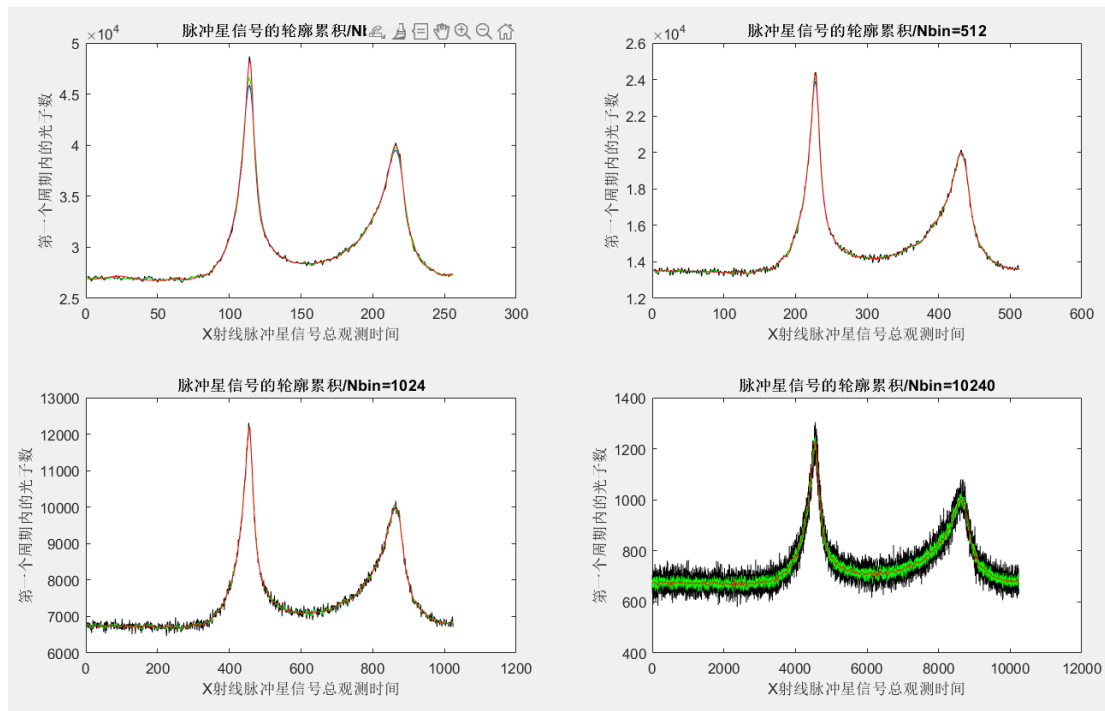 脉冲星信号的轮廓累积/Nb
×10⁴
5
4.5
4
3.5
3
2.5
第一个周期内的光子数
0 50 100 150 200 250 300
X射线脉冲星信号总观测时间
脉冲星信号的轮廓累积/Nbin=512
×10⁴
2.6
2.4
2.2
2
1.8
1.6
1.4
1.2
第一个周期内的光子数
0 100 200 300 400 500 600
X射线脉冲星信号总观测时间
脉冲星信号的轮廓累积/Nbin=1024
13000
12000
11000
10000
9000
8000
7000
6000
第一个周期内的光子数
0 200 400 600 800 1000 1200
X射线脉冲星信号总观测时间
脉冲星信号的轮廓累积/Nbin=10240
1400
1200
1000
800
600
400
第一个周期内的光子数
0 2000 4000 6000 8000 10000 12000
X射线脉冲星信号总观测时间